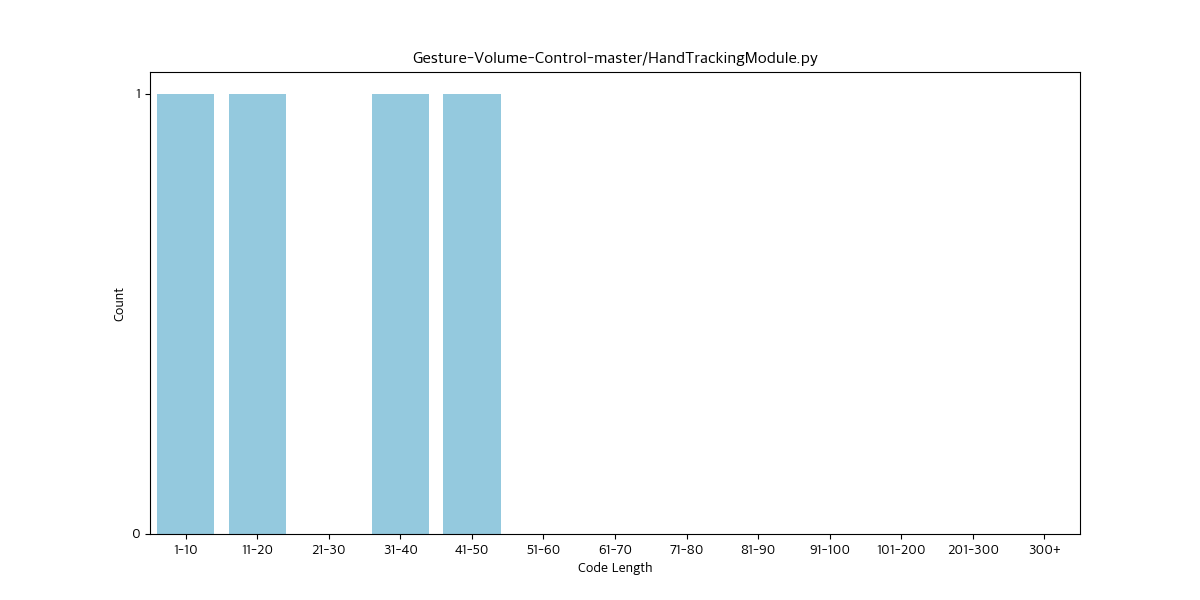 Gesture-Volume-Control-master/HandTrackingModule.py
1
0
Count
1-10 11-20 21-30 31-40 41-50 51-60 61-70 71-80 81-90 91-100 101-200 201-300 300+
Code Length